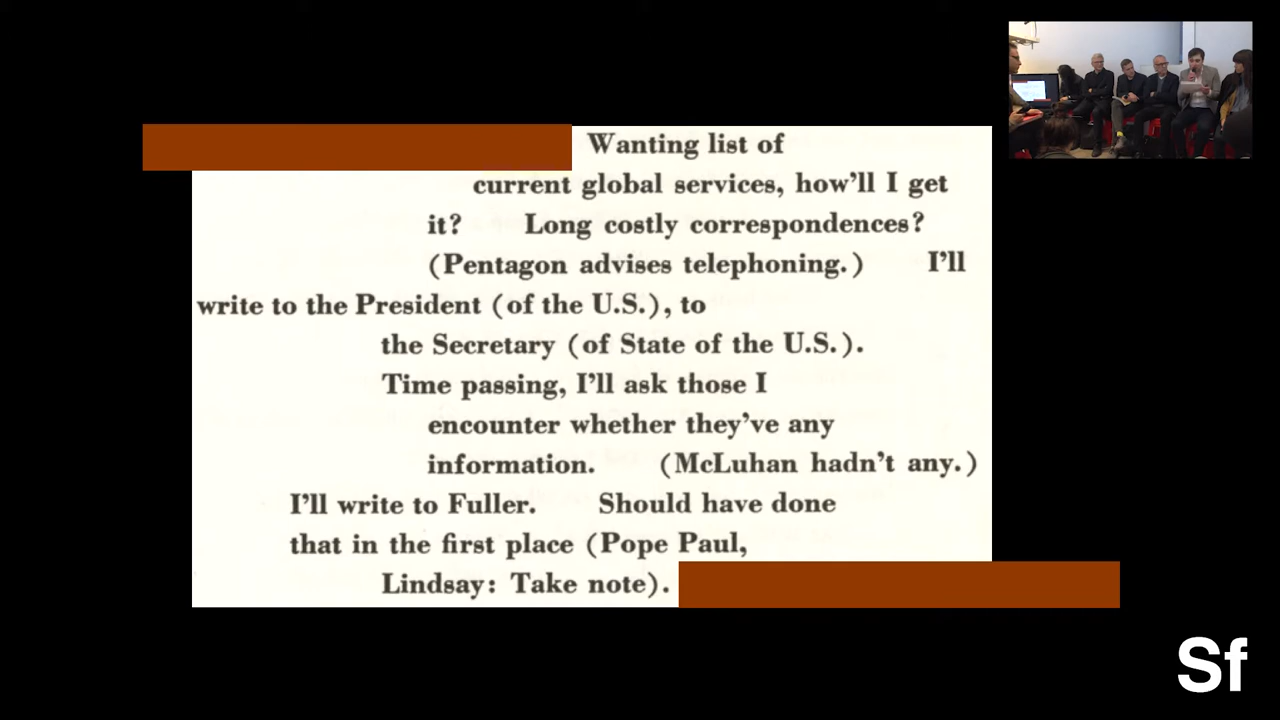 Wanting list of
current global services, how'll I get
it? Long costly correspondences?
(Pentagon advises telephoning.) I'll
write to the President (of the U.S.), to
the Secretary (of State of the U.S.).
Time passing, I'll ask those I
encounter whether they've any
information. (McLuhan hadn't any.)
I'll write to Fuller. Should have done
that in the first place (Pope Paul,
Lindsay: Take note).
Sf